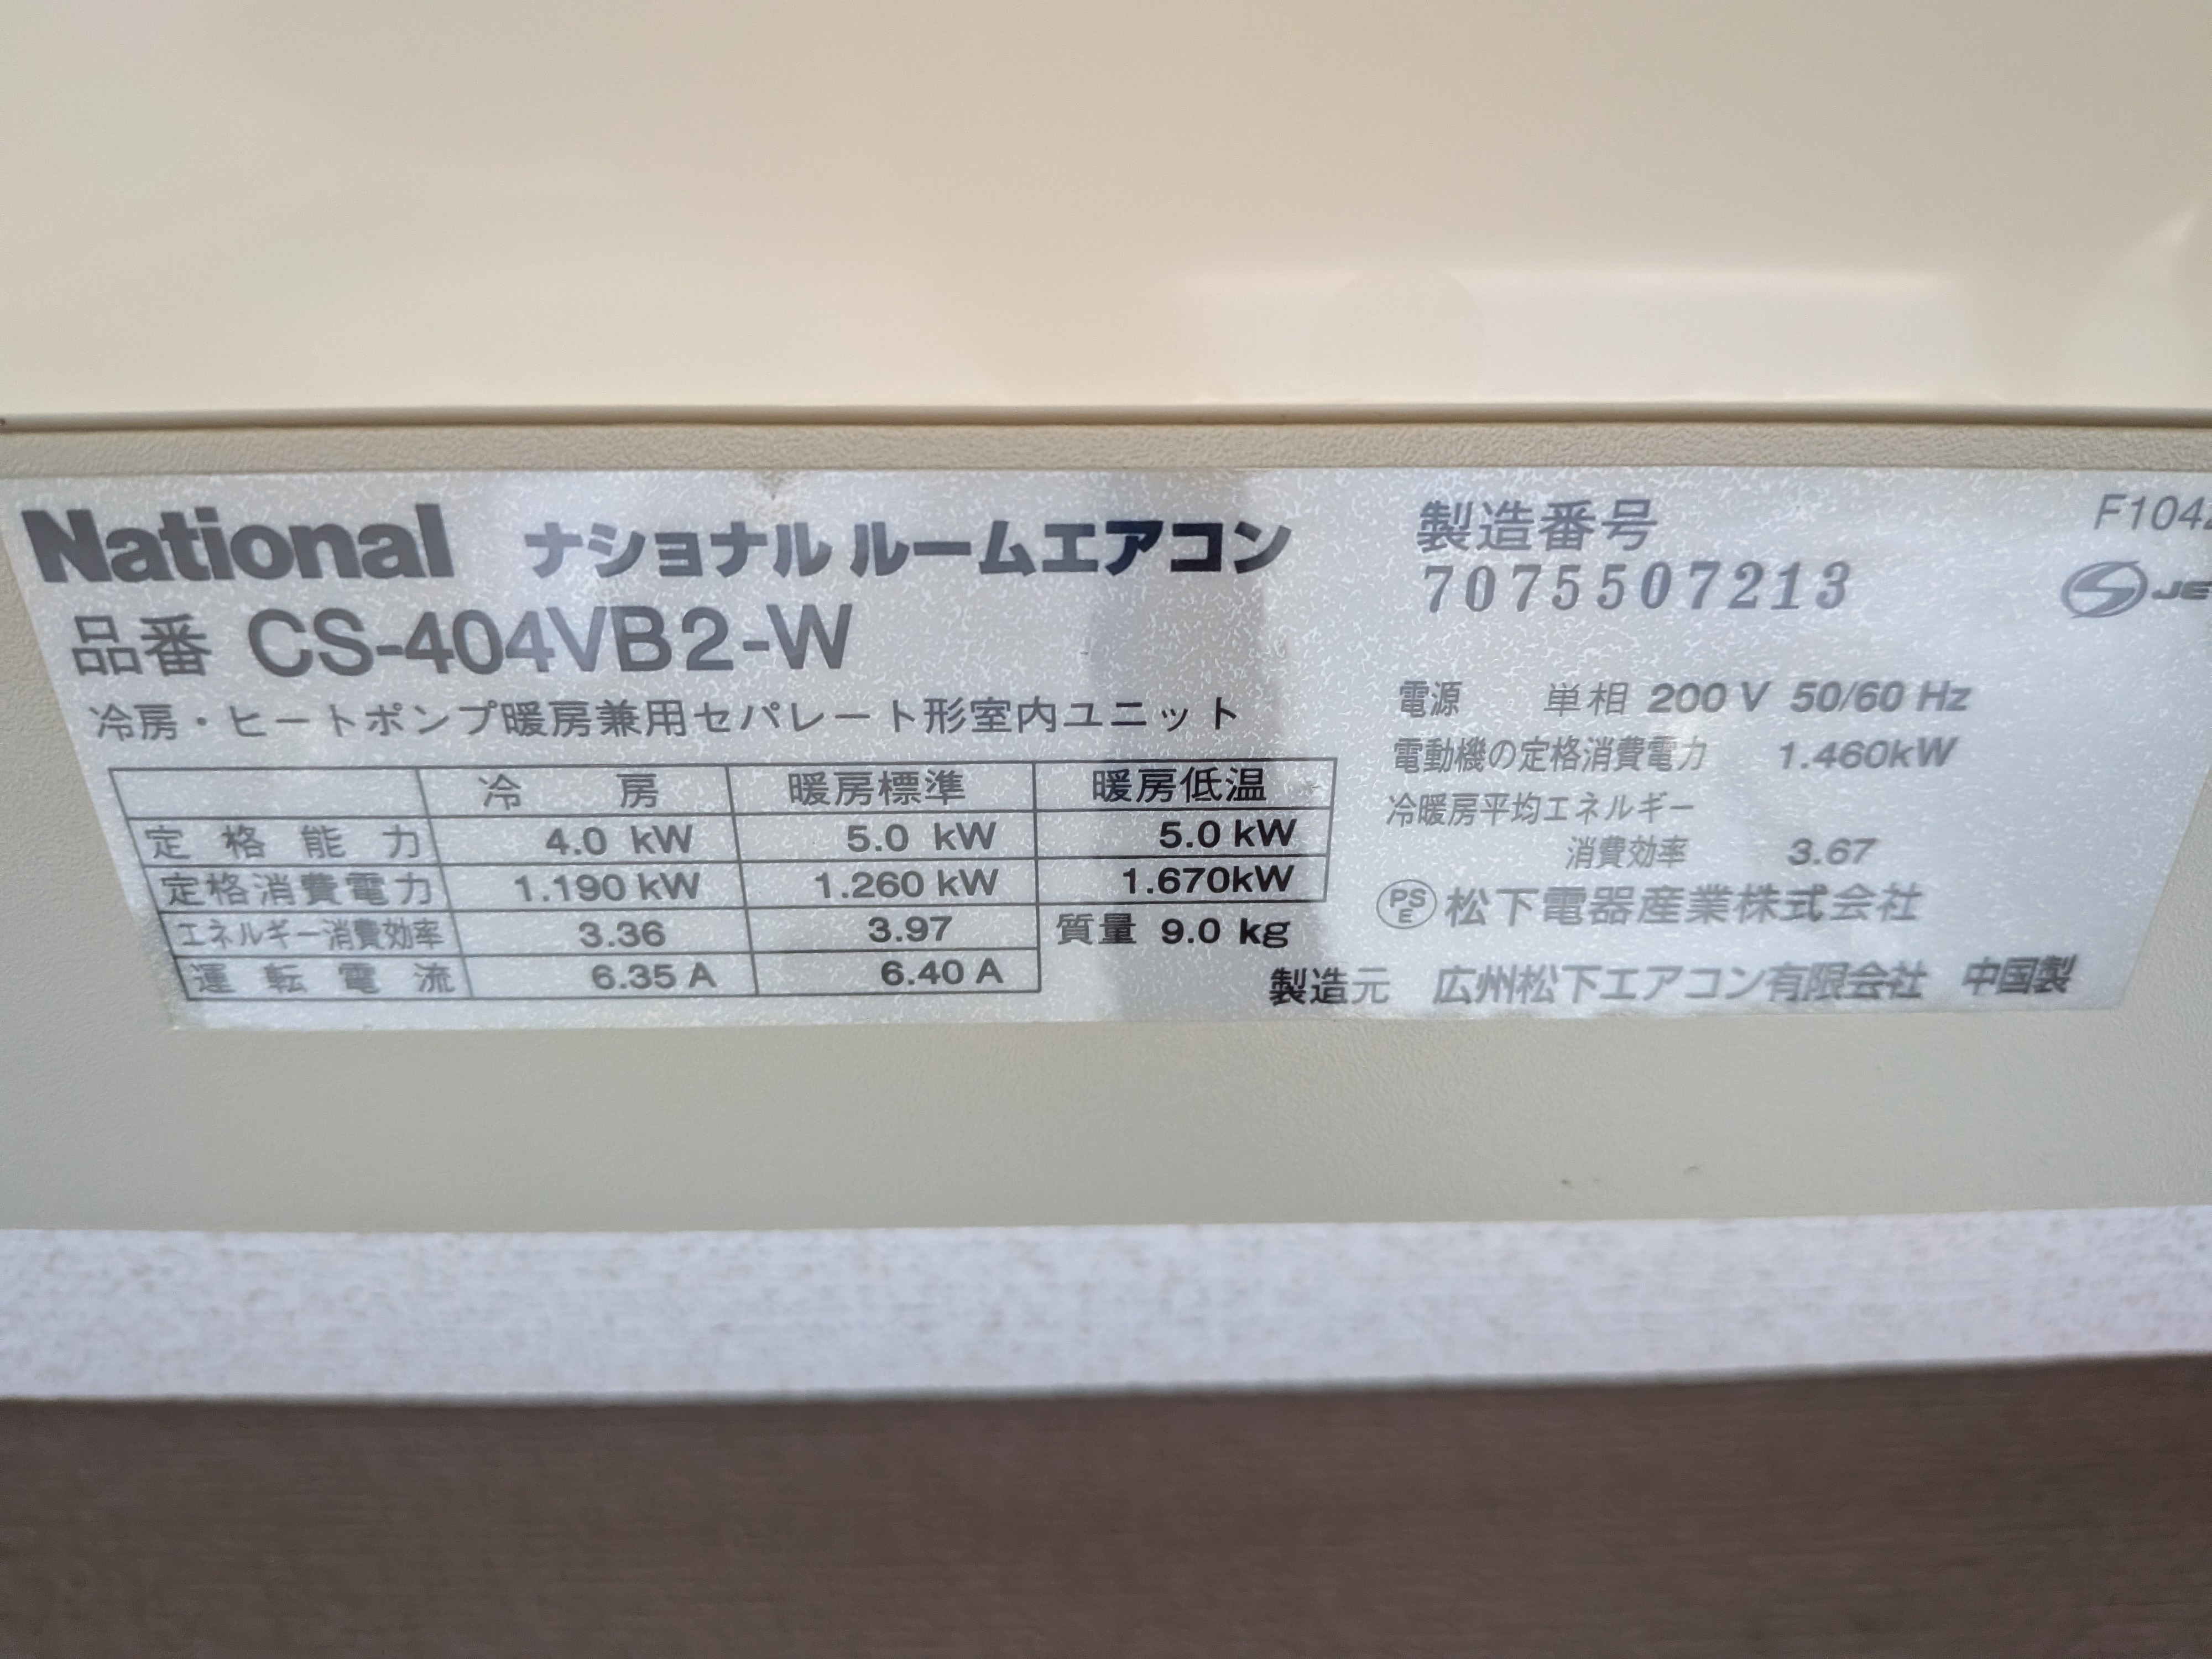 National ナショナル ルームエアコン
品番 CS-404VB2-W
冷房・ヒートポンプ暖房兼用セパレート形室内ユニット
冷房 暖房標準 暖房低温
定格能力 4.0 kW 5.0 kW 5.0 kW
定格消費電力 1.190 kW 1.260 kW 1.670kW
エネルギー消費効率 3.36 3.97
運転電流 6.35 A 6.40 A
質量 9.0 kg
製造番号
7075507213
F104
JE
電源 単相 200 V 50/60 Hz
電動機の定格消費電力 1.460kW
冷暖房平均エネルギー
消費効率 3.67
PSE 松下電器産業株式会社
製造元 広州松下エアコン有限会社 中国製